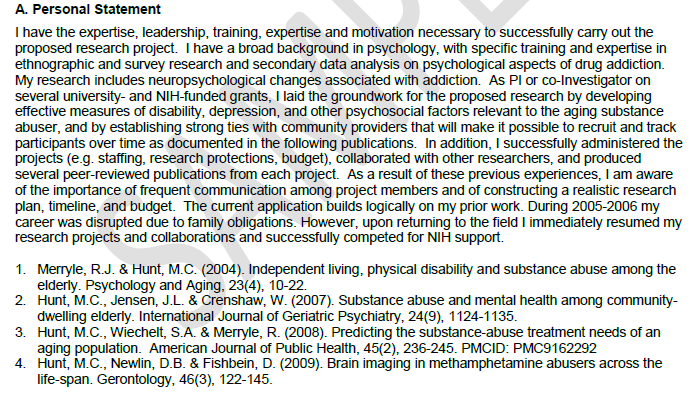 A. Personal Statement
I have the expertise, leadership, training, expertise and motivation necessary to successfully carry out the
proposed research project.  I have a broad background in psychology, with specific training and expertise in
ethnographic and survey research and secondary data analysis on psychological aspects of drug addiction.
My research includes neuropsychological changes associated with addiction.  As PI or co-Investigator on
several university- and NIH-funded grants, I laid the groundwork for the proposed research by developing
effective measures of disability, depression, and other psychosocial factors relevant to the aging substance
abuser, and by establishing strong ties with community providers that will make it possible to recruit and track
participants over time as documented in the following publications.  In addition, I successfully administered the
projects (e.g. staffing, research protections, budget), collaborated with other researchers, and produced
several peer-reviewed publications from each project.  As a result of these previous experiences, I am aware
of the importance of frequent communication among project members and of constructing a realistic research
plan, timeline, and budget.  The current application builds logically on my prior work. During 2005-2006 my
career was disrupted due to family obligations. However, upon returning to the field I immediately resumed my
research projects and collaborations and successfully competed for NIH support.
1. Merryle, R.J. & Hunt, M.C. (2004). Independent living, physical disability and substance abuse among the
elderly. Psychology and Aging, 23(4), 10-22.
2. Hunt, M.C., Jensen, J.L. & Crenshaw, W. (2007). Substance abuse and mental health among community-
dwelling elderly. International Journal of Geriatric Psychiatry, 24(9), 1124-1135.
3. Hunt, M.C., Wiechelt, S.A. & Merryle, R. (2008). Predicting the substance-abuse treatment needs of an
aging population.  American Journal of Public Health, 45(2), 236-245. PMCID: PMC9162292
4. Hunt, M.C., Newlin, D.B. & Fishbein, D. (2009). Brain imaging in methamphetamine abusers across the
life-span. Gerontology, 46(3), 122-145.
SAMPLE